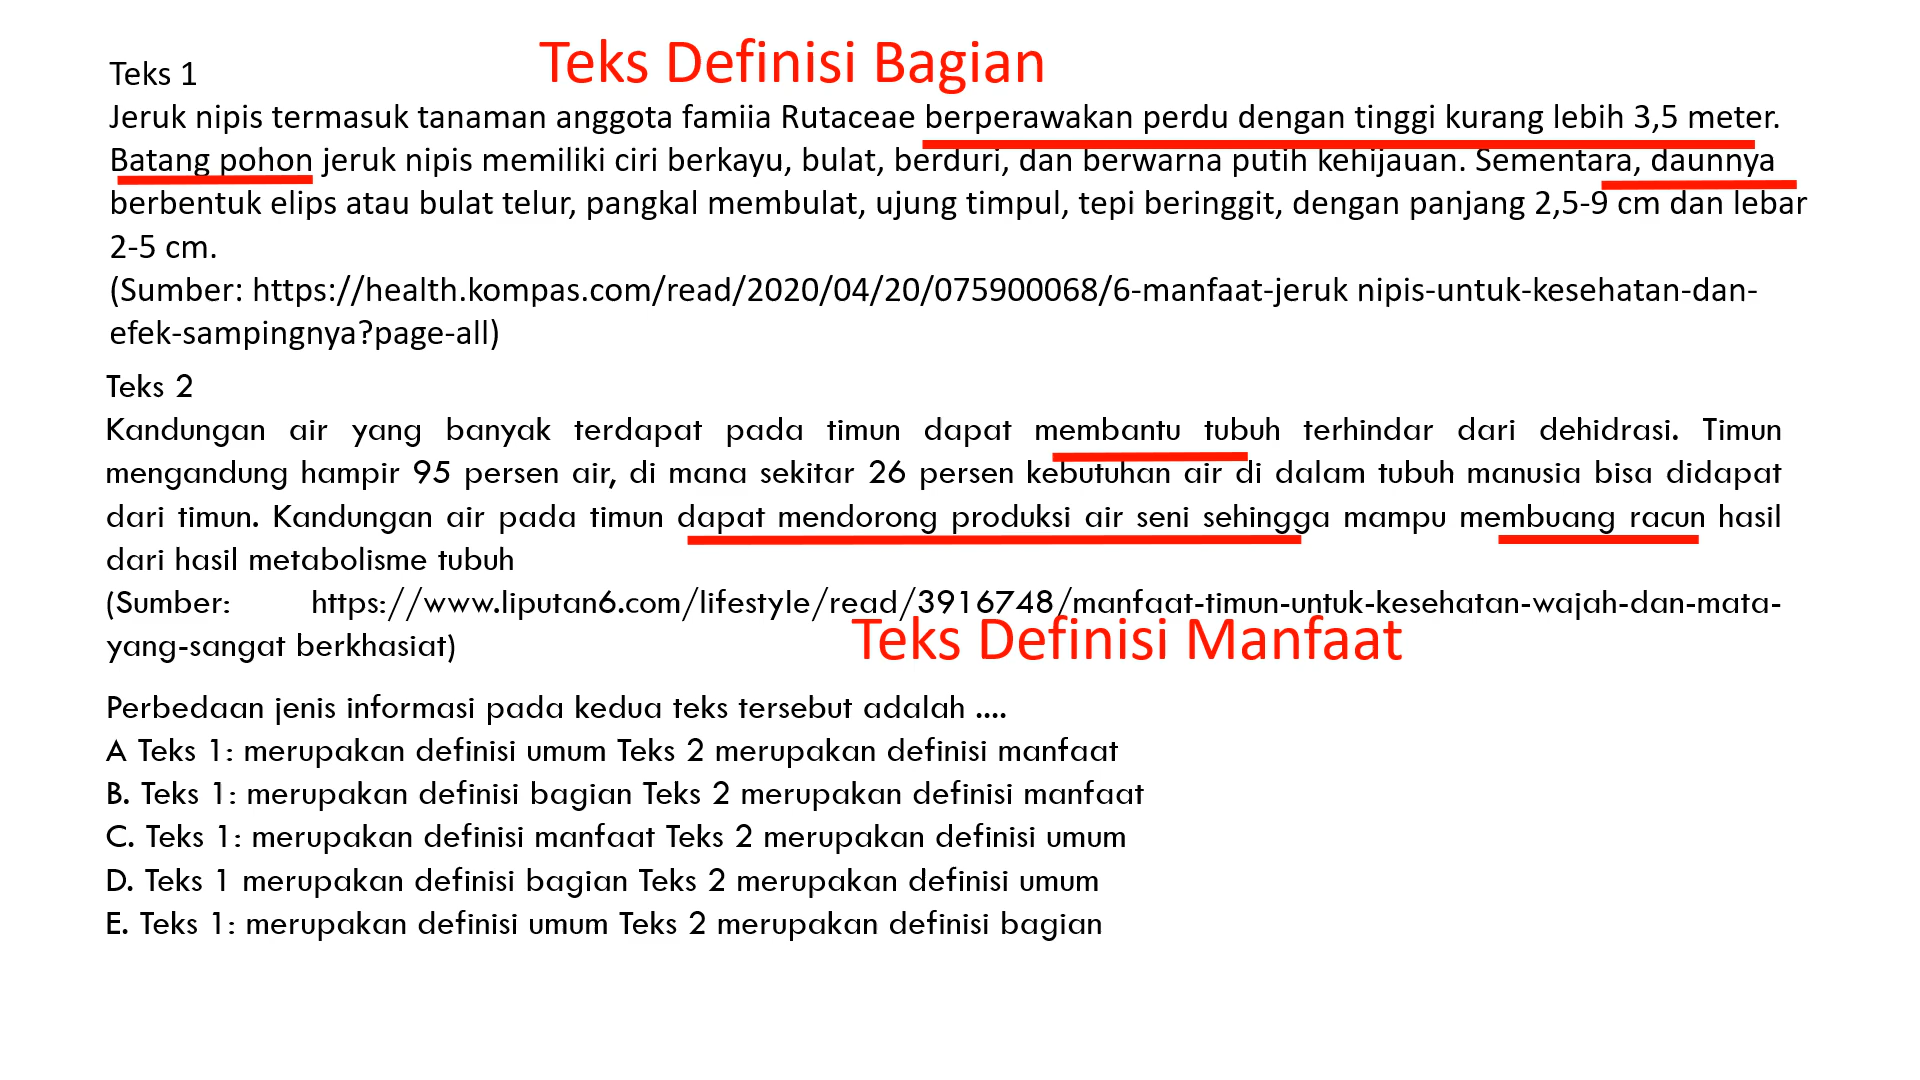 Teks Definisi Bagian
Teks 1
Jeruk nipis termasuk tanaman anggota famiia Rutaceae berperawakan perdu dengan tinggi kurang lebih 3,5 meter.
Batang pohon jeruk nipis memiliki ciri berkayu, bulat, berduri, dan berwarna putih kehijauan. Sementara, daunnya
berbentuk elips atau bulat telur, pangkal membulat, ujung timpul, tepi beringgit, dengan panjang 2,5-9 cm dan lebar
2-5 cm.
(Sumber: https://health.kompas.com/read/2020/04/20/075900068/6-manfaat-jeruk nipis-untuk-kesehatan-dan-
efek-sampingnya?page-all)
Teks 2
Kandungan air yang banyak terdapat pada timun dapat membantu tubuh terhindar dari dehidrasi. Timun
mengandung hampir 95 persen air, di mana sekitar 26 persen kebutuhan air di dalam tubuh manusia bisa didapat
dari timun. Kandungan air pada timun dapat mendorong produksi air seni sehingga mampu membuang racun hasil
dari hasil metabolisme tubuh
(Sumber: https://www.liputan6.com/lifestyle/read/3916748/manfaat-timun-untuk-kesehatan-wajah-dan-mata-
yang-sangat berkhasiat)
Teks Definisi Manfaat
Perbedaan jenis informasi pada kedua teks tersebut adalah ....
A Teks 1: merupakan definisi umum Teks 2 merupakan definisi manfaat
B. Teks 1: merupakan definisi bagian Teks 2 merupakan definisi manfaat
C. Teks 1: merupakan definisi manfaat Teks 2 merupakan definisi umum
D. Teks 1 merupakan definisi bagian Teks 2 merupakan definisi umum
E. Teks 1: merupakan definisi umum Teks 2 merupakan definisi bagian